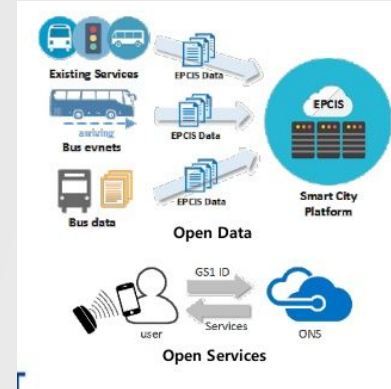 Existing Services
EPCIS Data
EPCIS
arriving
Bus evnets
EPCIS Data
Bus data
EPCIS Data
Smart City
Platform
Open Data
GS1 ID
user
Services
ONS
Open Services